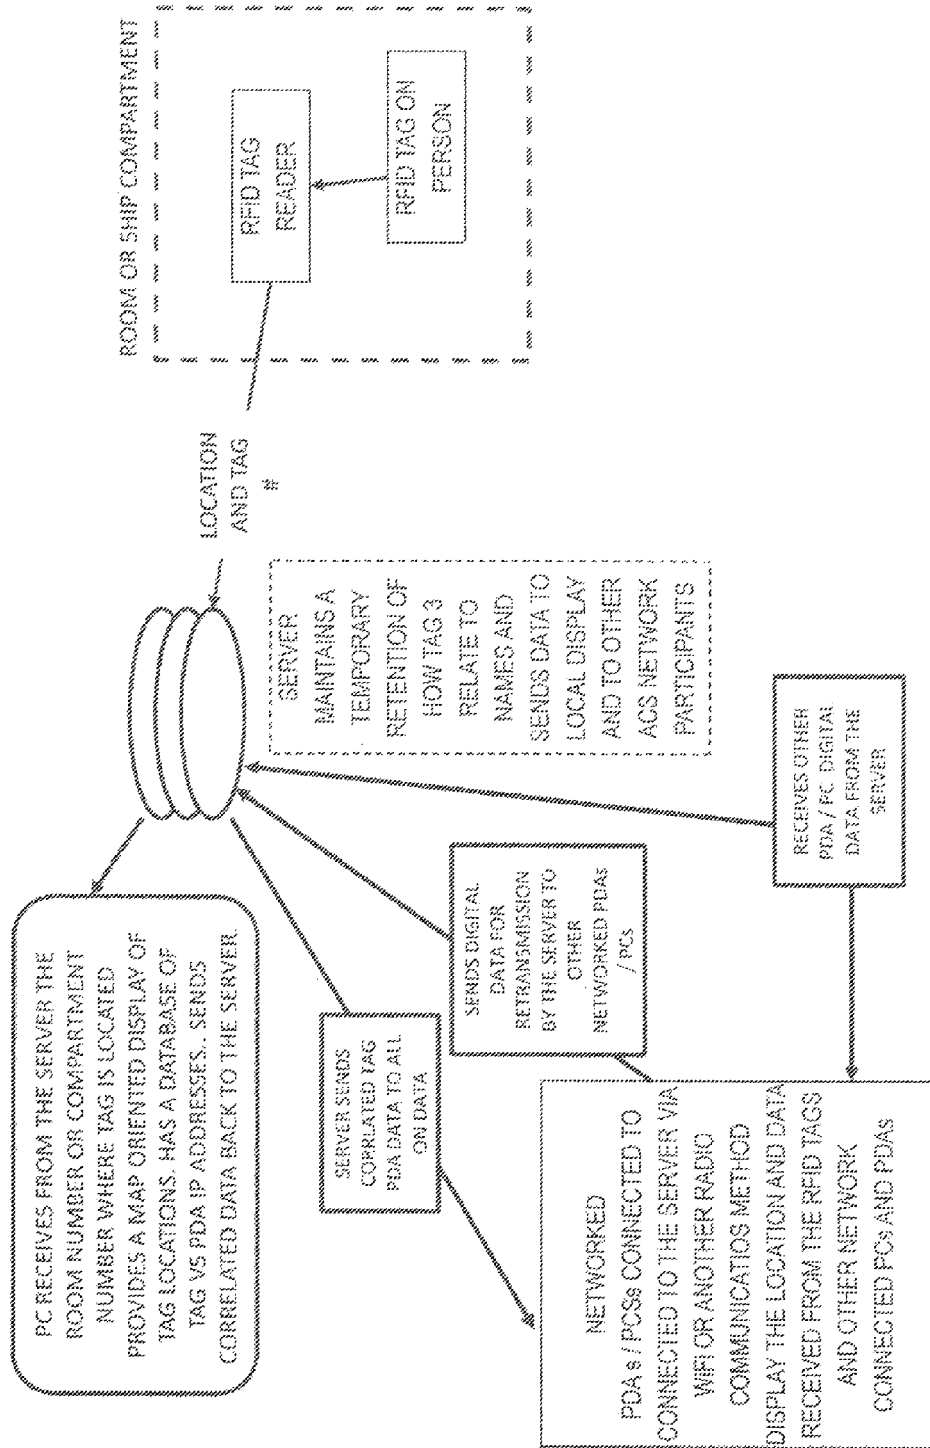 ROOM OR SHIP COMPARTMENT
RFID TAG
READER
RFID TAG ON
PERSON
LOCATION
AND TAG
#
SERVER
MAINTAINS A
TEMPORARY
RETENTION OF
HOW TAG 3
RELATE TO
NAMES AND
SENDS DATA TO
LOCAL DISPLAY
AND TO OTHER
ACS NETWORK
PARTICIPANTS
PC RECEIVES FROM THE SERVER THE
ROOM NUMBER OR COMPARTMENT
NUMBER WHERE TAG IS LOCATED
PROVIDES A MAP ORIENTED DISPLAY OF
TAG LOCATIONS. HAS A DATABASE OF
TAG VS PDA IP ADDRESSES.. SENDS
CORRELATED DATA BACK TO THE SERVER.
SERVER SENDS
CORRLATED TAG
PDA DATA TO ALL
ON DATA
SENDS DIGITAL
DATA FOR
RETRANSMISSION
BY THE SERVER TO
OTHER
NETWORKED PDAs
/ PCs
RECEIVES OTHER
PDA / PC DIGITAL
DATA FROM THE
SERVER
NETWORKED
PDA s / PCSs CONNECTED TO
CONNECTED TO THE SERVER VIA
WIFI OR ANOTHER RADIO
COMMUNICATIOS METHOD
DISPLAY THE LOCATION AND DATA
RECEIVED FROM THE RFID TAGS
AND OTHER NETWORK
CONNECTED PCs AND PDAs